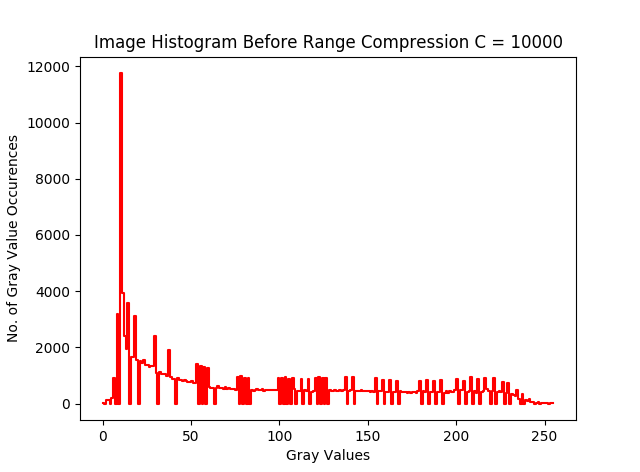 Image Histogram Before Range Compression C = 10000
12000
10000
8000
6000
4000
2000
0
No. of Gray Value Occurences
0 50 100 150 200 250
Gray Values